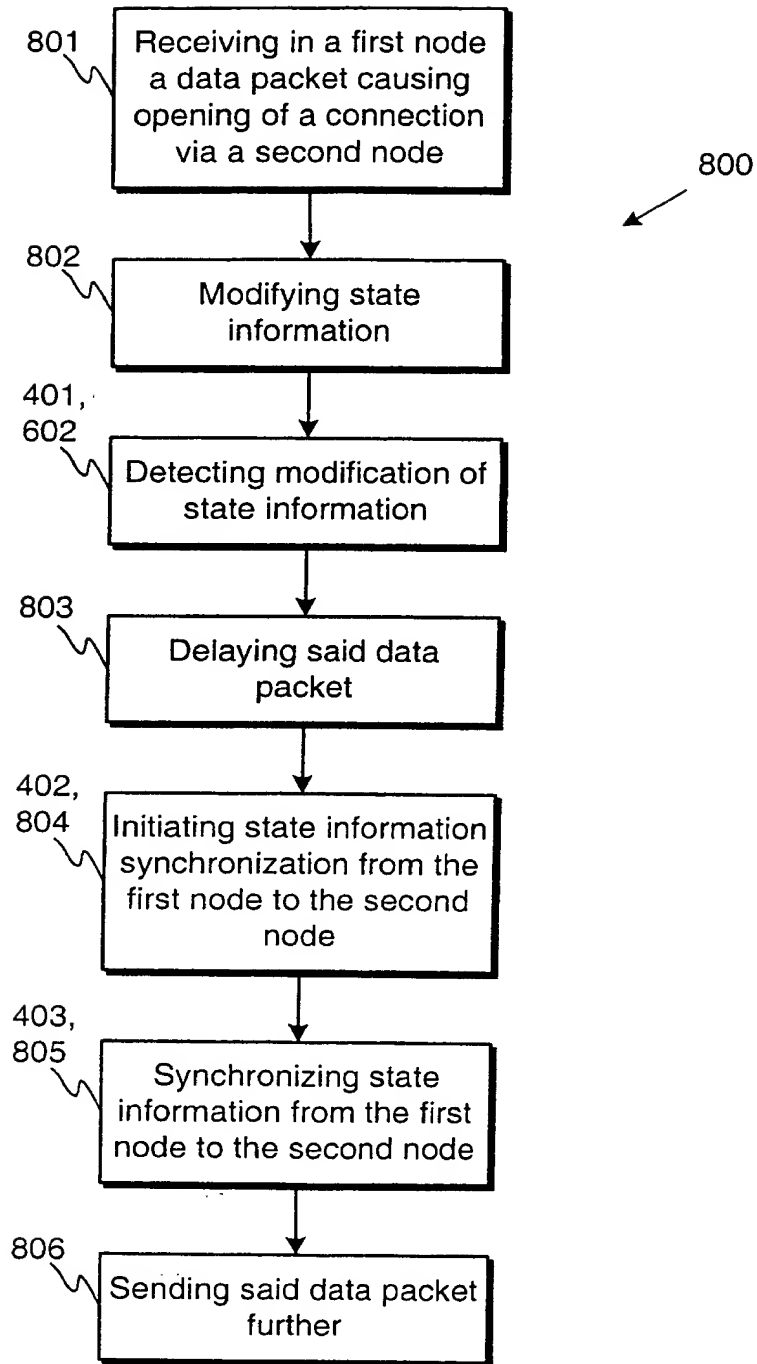 801
Receiving in a first node
a data packet causing
opening of a connection
via a second node
800
802
Modifying state
information
401,
602
Detecting modification of
state information
803
Delaying said data
packet
402,
804
Initiating state information
synchronization from the
first node to the second
node
403,
805
Synchronizing state
information from the first
node to the second node
806
Sending said data packet
further